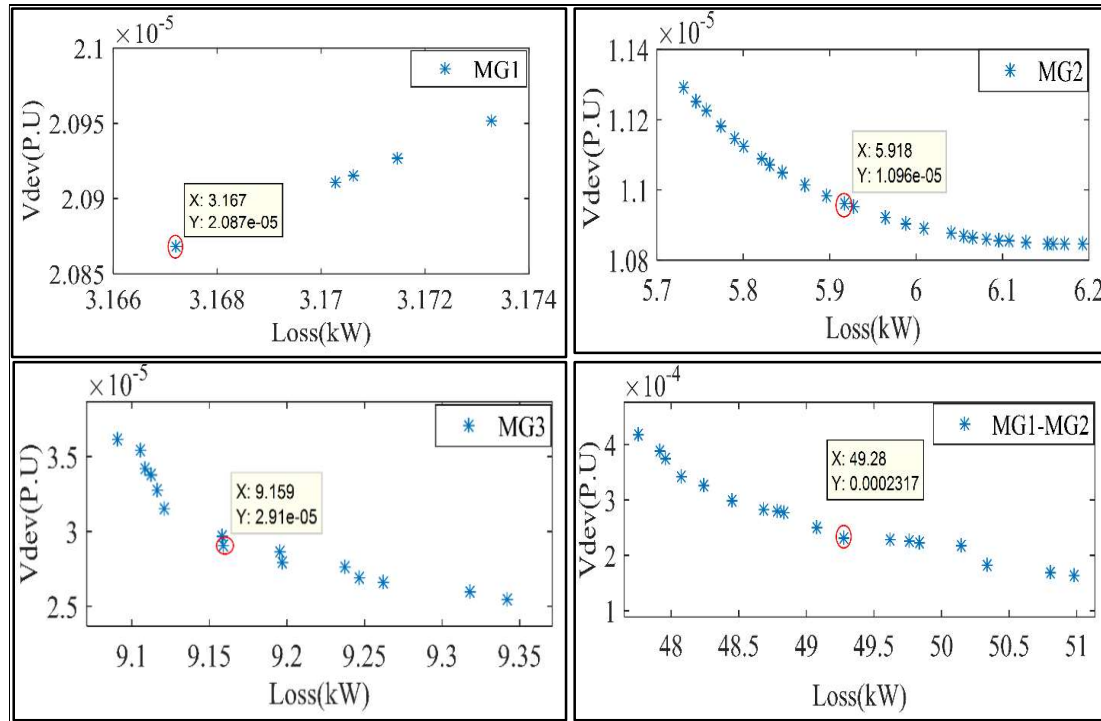 ×10⁻⁵
2.1
2.095
2.09
2.085
Vdev(P.U)
MG1
X: 3.167
Y: 2.087e-05
3.166 3.168 3.17 3.172 3.174
Loss(kW)
×10⁻⁵
1.14
1.12
1.1
1.08
Vdev(P.U)
MG2
X: 5.918
Y: 1.096e-05
5.7 5.8 5.9 6 6.1 6.2
Loss(kW)
×10⁻⁵
3.5
3
2.5
Vdev(P.U)
MG3
X: 9.159
Y: 2.91e-05
9.1 9.15 9.2 9.25 9.3 9.35
Loss(kW)
×10⁻⁴
4
3
2
1
Vdev(P.U)
MG1-MG2
X: 49.28
Y: 0.0002317
48 48.5 49 49.5 50 50.5 51
Loss(kW)